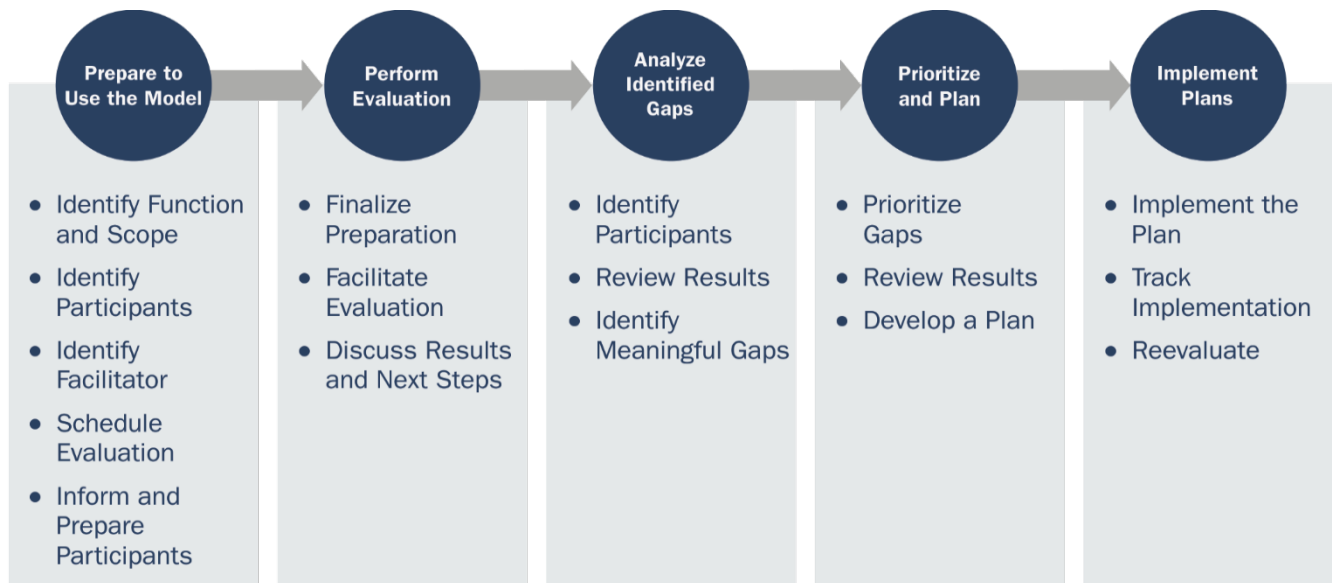 Prepare to
Use the Model
Perform
Evaluation
Analyze
Identified
Gaps
Prioritize
and Plan
Implement
Plans
• Identify Function
and Scope
• Identify
Participants
• Identify
Facilitator
• Schedule
Evaluation
• Inform and
Prepare
Participants
• Finalize
Preparation
• Facilitate
Evaluation
• Discuss Results
and Next Steps
• Identify
Participants
• Review Results
• Identify
Meaningful Gaps
• Prioritize
Gaps
• Review Results
• Develop a Plan
• Implement the
Plan
• Track
Implementation
• Reevaluate